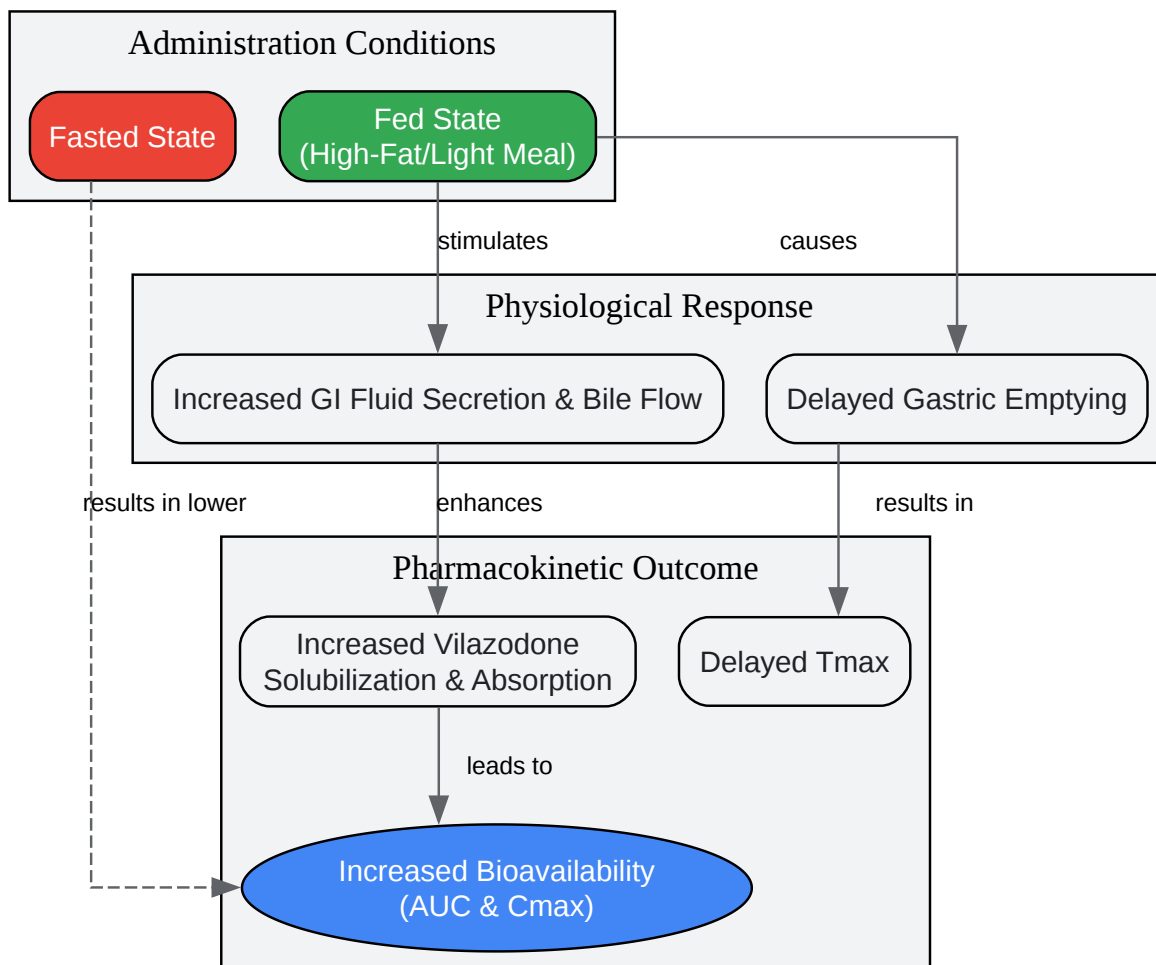 Administration Conditions
Fasted State
Fed State
(High-Fat/Light Meal)
stimulates
causes
Physiological Response
Increased GI Fluid Secretion & Bile Flow
Delayed Gastric Emptying
results in lower
enhances
results in
Pharmacokinetic Outcome
Increased Vilazodone
Solubilization & Absorption
Delayed Tmax
leads to
Increased Bioavailability
(AUC & Cmax)